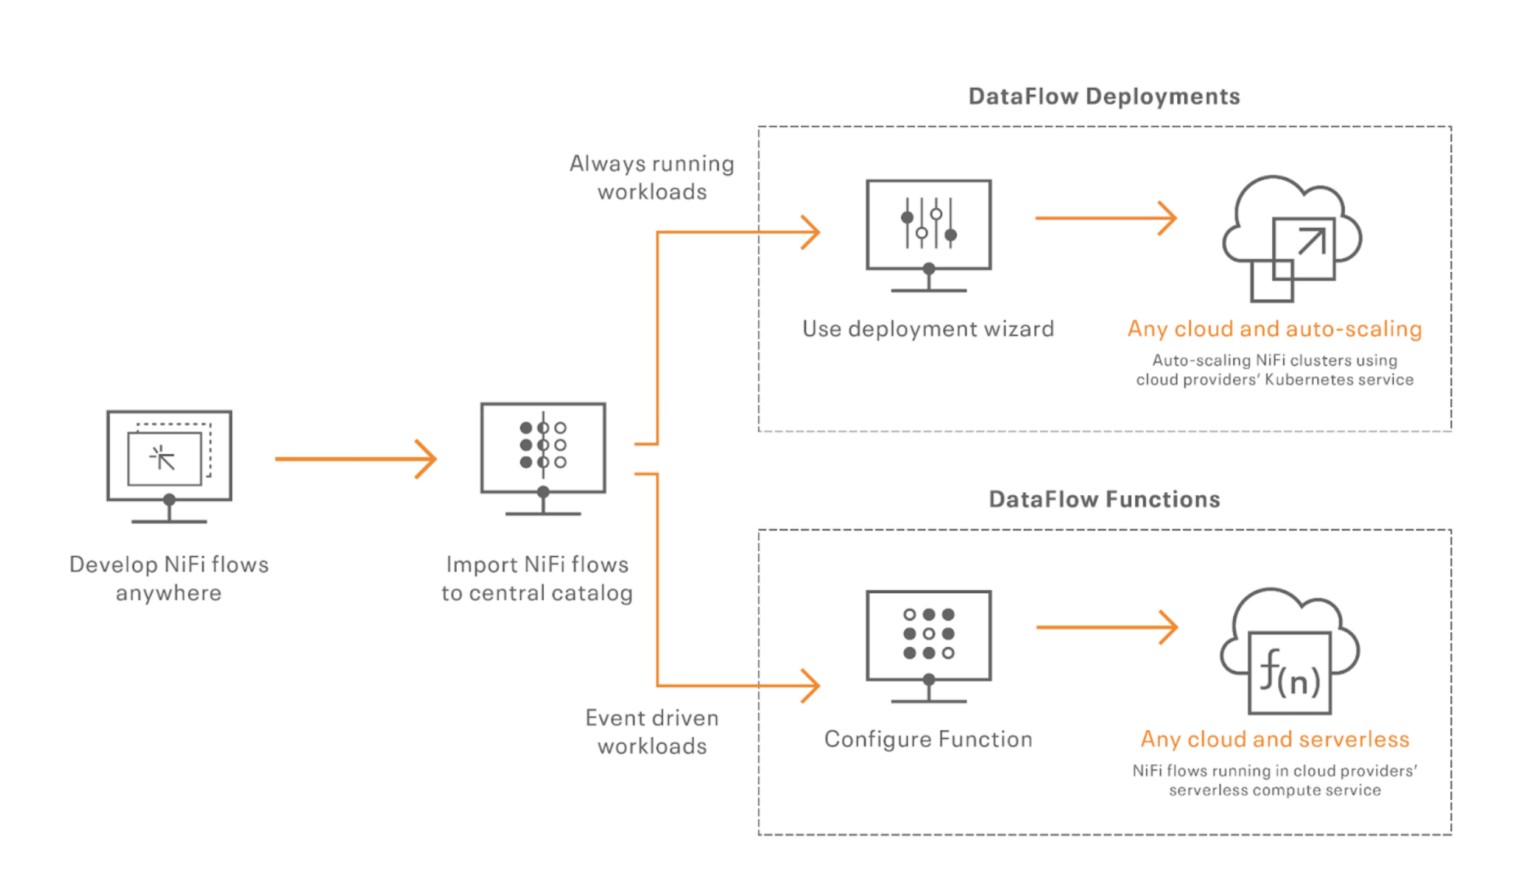 DataFlow Deployments
Always running
workloads
Use deployment wizard
Any cloud and auto-scaling
Auto-scaling NiFi clusters using
cloud providers' Kubernetes service
Develop NiFi flows
anywhere
Import NiFi flows
to central catalog
DataFlow Functions
Event driven
workloads
f(n)
Configure Function
Any cloud and serverless
NiFi flows running in cloud providers'
serverless compute service